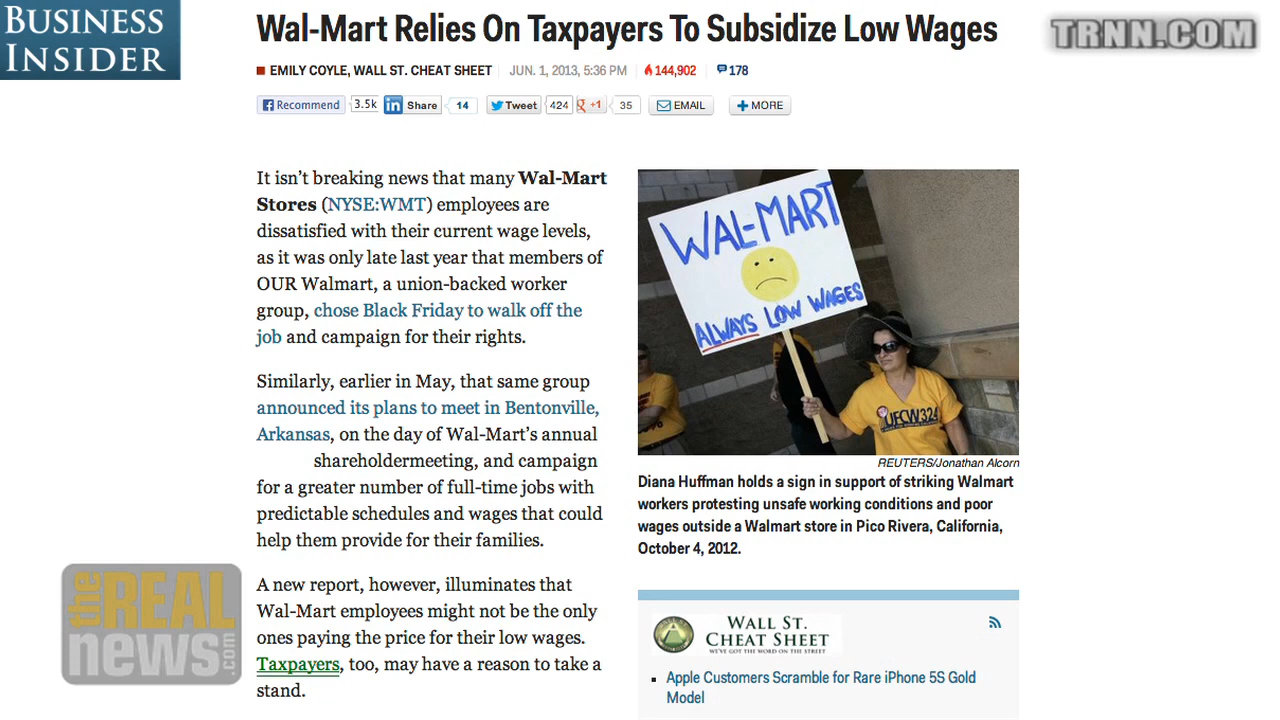 BUSINESS
INSIDER
Wal-Mart Relies On Taxpayers To Subsidize Low Wages
TRNN.COM
EMILY COYLE, WALL ST. CHEAT SHEET JUN. 1, 2013, 5:36 PM 144,902 178
Recommend 3.5k in Share 14 Tweet 424 g +1 35 EMAIL + MORE
It isn’t breaking news that many Wal-Mart
Stores (NYSE:WMT) employees are
dissatisfied with their current wage levels,
as it was only late last year that members of
OUR Walmart, a union-backed worker
group, chose Black Friday to walk off the
job and campaign for their rights.
Similarly, earlier in May, that same group
announced its plans to meet in Bentonville,
Arkansas, on the day of Wal-Mart’s annual
shareholdermeeting, and campaign
for a greater number of full-time jobs with
predictable schedules and wages that could
help them provide for their families.
A new report, however, illuminates that
Wal-Mart employees might not be the only
ones paying the price for their low wages.
Taxpayers, too, may have a reason to take a
stand.
WAL-MART
ALWAYS LOW WAGES
UFCW324
REUTERS/Jonathan Alcorn
Diana Huffman holds a sign in support of striking Walmart
workers protesting unsafe working conditions and poor
wages outside a Walmart store in Pico Rivera, California,
October 4, 2012.
WALL ST.
CHEAT SHEET
WE'VE GOT THE WORD ON THE STREET
Apple Customers Scramble for Rare iPhone 5S Gold
Model
the REAL
news.com